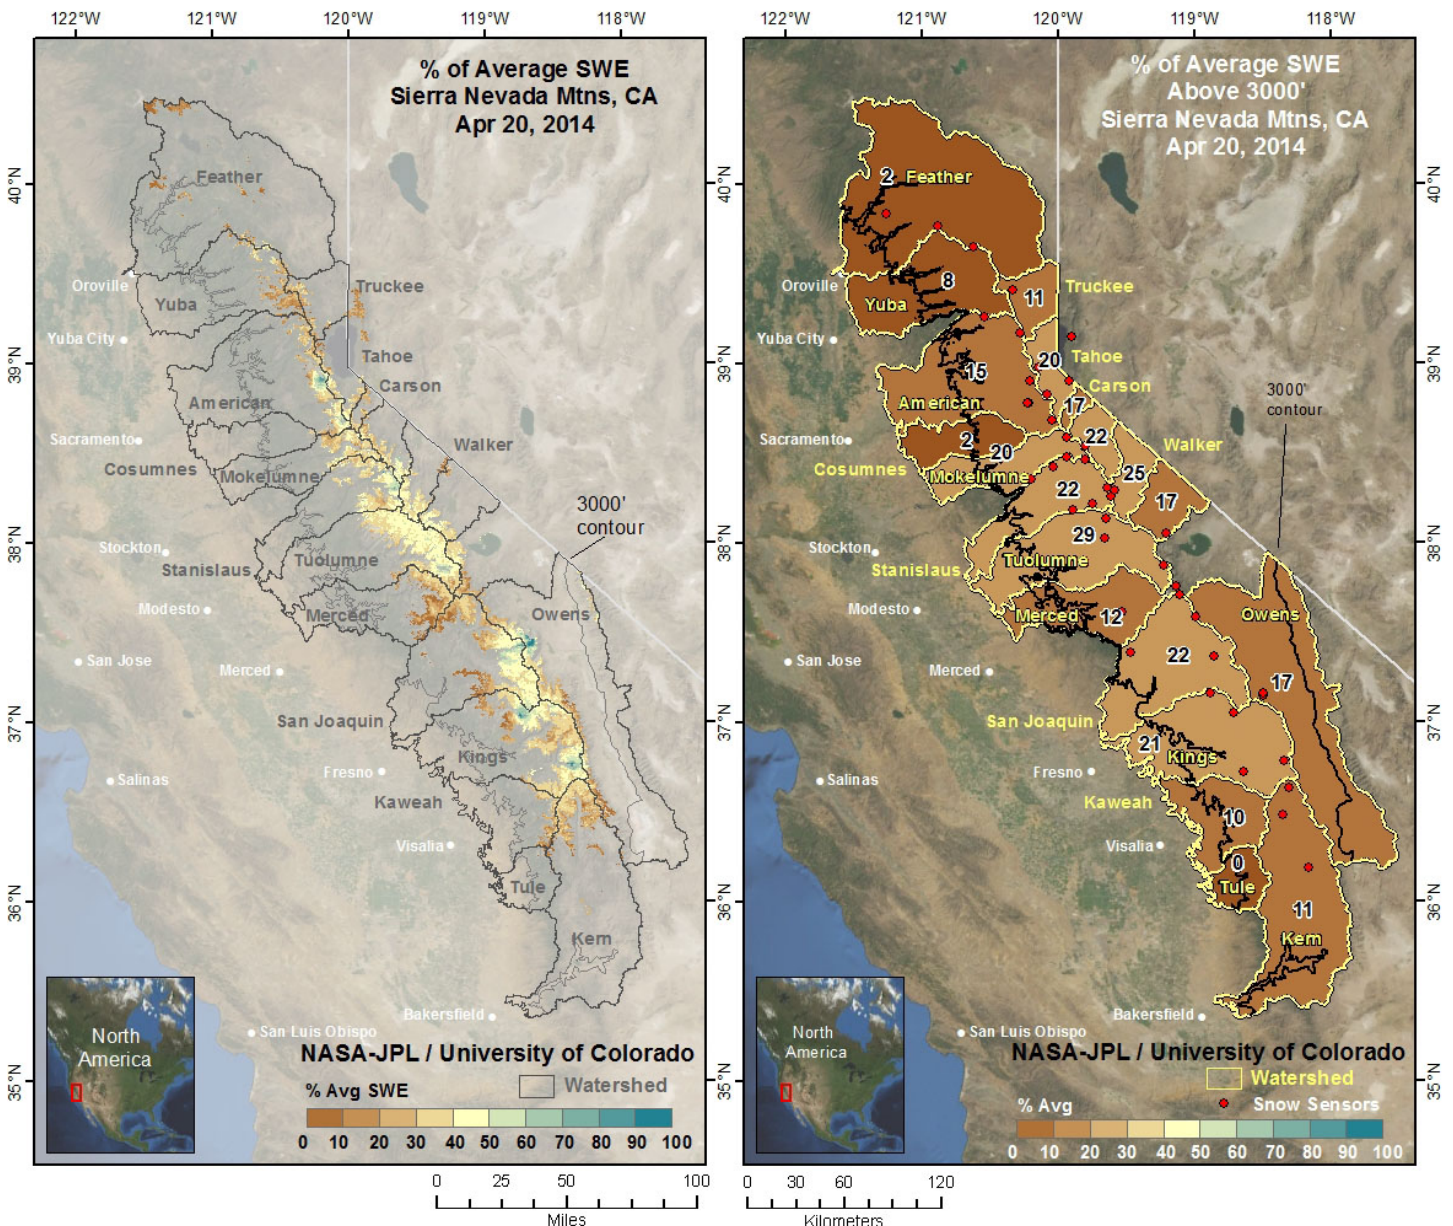 122°W 121°W 120°W 119°W 118°W
% of Average SWE
Sierra Nevada Mtns, CA
Apr 20, 2014
40°N
39°N
38°N
37°N
36°N
35°N
Feather
Oroville
Truckee
Yuba
Yuba City
Tahoe
Carson
American
Sacramento
Walker
Cosumnes
Mokelumne
3000'
contour
Stockton
Stanislaus
Tuolumne
Modesto
Merced
Owens
San Jose
Merced
San Joaquin
Kings
Fresno
Salinas
Kaweah
Visalia
Tule
Kern
Bakersfield
San Luis Obispo
North
America
NASA-JPL / University of Colorado
% Avg SWE
Watershed
0 10 20 30 40 50 60 70 80 90 100
0 25 50 100
Miles
122°W 121°W 120°W 119°W 118°W
% of Average SWE
Above 3000'
Sierra Nevada Mtns, CA
Apr 20, 2014
40°N
39°N
38°N
37°N
36°N
35°N
2 Feather
Oroville
8
11
Truckee
Yuba
Yuba City
20
Tahoe
Carson
15
American
17
3000'
contour
Sacramento
2
20
22
Walker
Cosumnes
Mokelumne
22
25
17
29
Stockton
Stanislaus
Tuolumne
Modesto
Merced
12
Owens
San Jose
Merced
22
17
San Joaquin
21
Kings
Fresno
Salinas
Kaweah
10
Visalia
0
Tule
11
Kern
Bakersfield
San Luis Obispo
North
America
NASA-JPL / University of Colorado
Watershed
% Avg
Snow Sensors
0 10 20 30 40 50 60 70 80 90 100
0 30 60 120
Kilometers